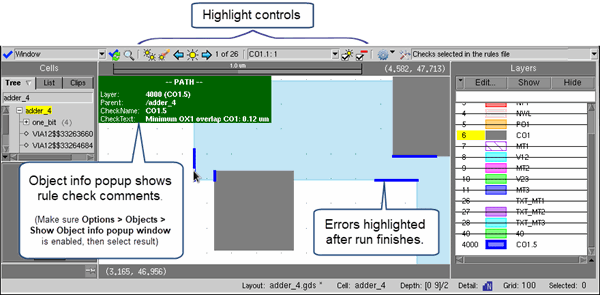 Highlight controls
Window
1 of 26
CO1.1: 1
Checks selected in the rules file
Cells
1.0 um
(4.582, 47.713)
Layers
Tree
List
Clips
-- PATH --
Layer: 4000 (CO1.5)
Parent: /adder_4
CheckName: CO1.5
CheckText: Minimum OX1 overlap CO1: 0.12 um
Edit...
Show
Hide
adder_4
adder_4
one_bit (4)
VIA12$$33263660
VIA12$$33264684
4 NWL
5 PO1
6 CO1
7 MT1
8 V12
9 MT2
10 V23
11 MT3
26 TXT_MT1
27 TXT_MT2
28 TXT_MT3
40 40
4000 CO1.5
Object info popup shows
rule check comments.
(Make sure Options > Objects >
Show Object info popup window
is enabled, then select result)
Errors highlighted
after run finishes.
(3.165, 46.956)
Layout: adder_4.gds * Cell: adder_4 Depth: [0 9]/2 Detail: Grid: 100 Selected: 0